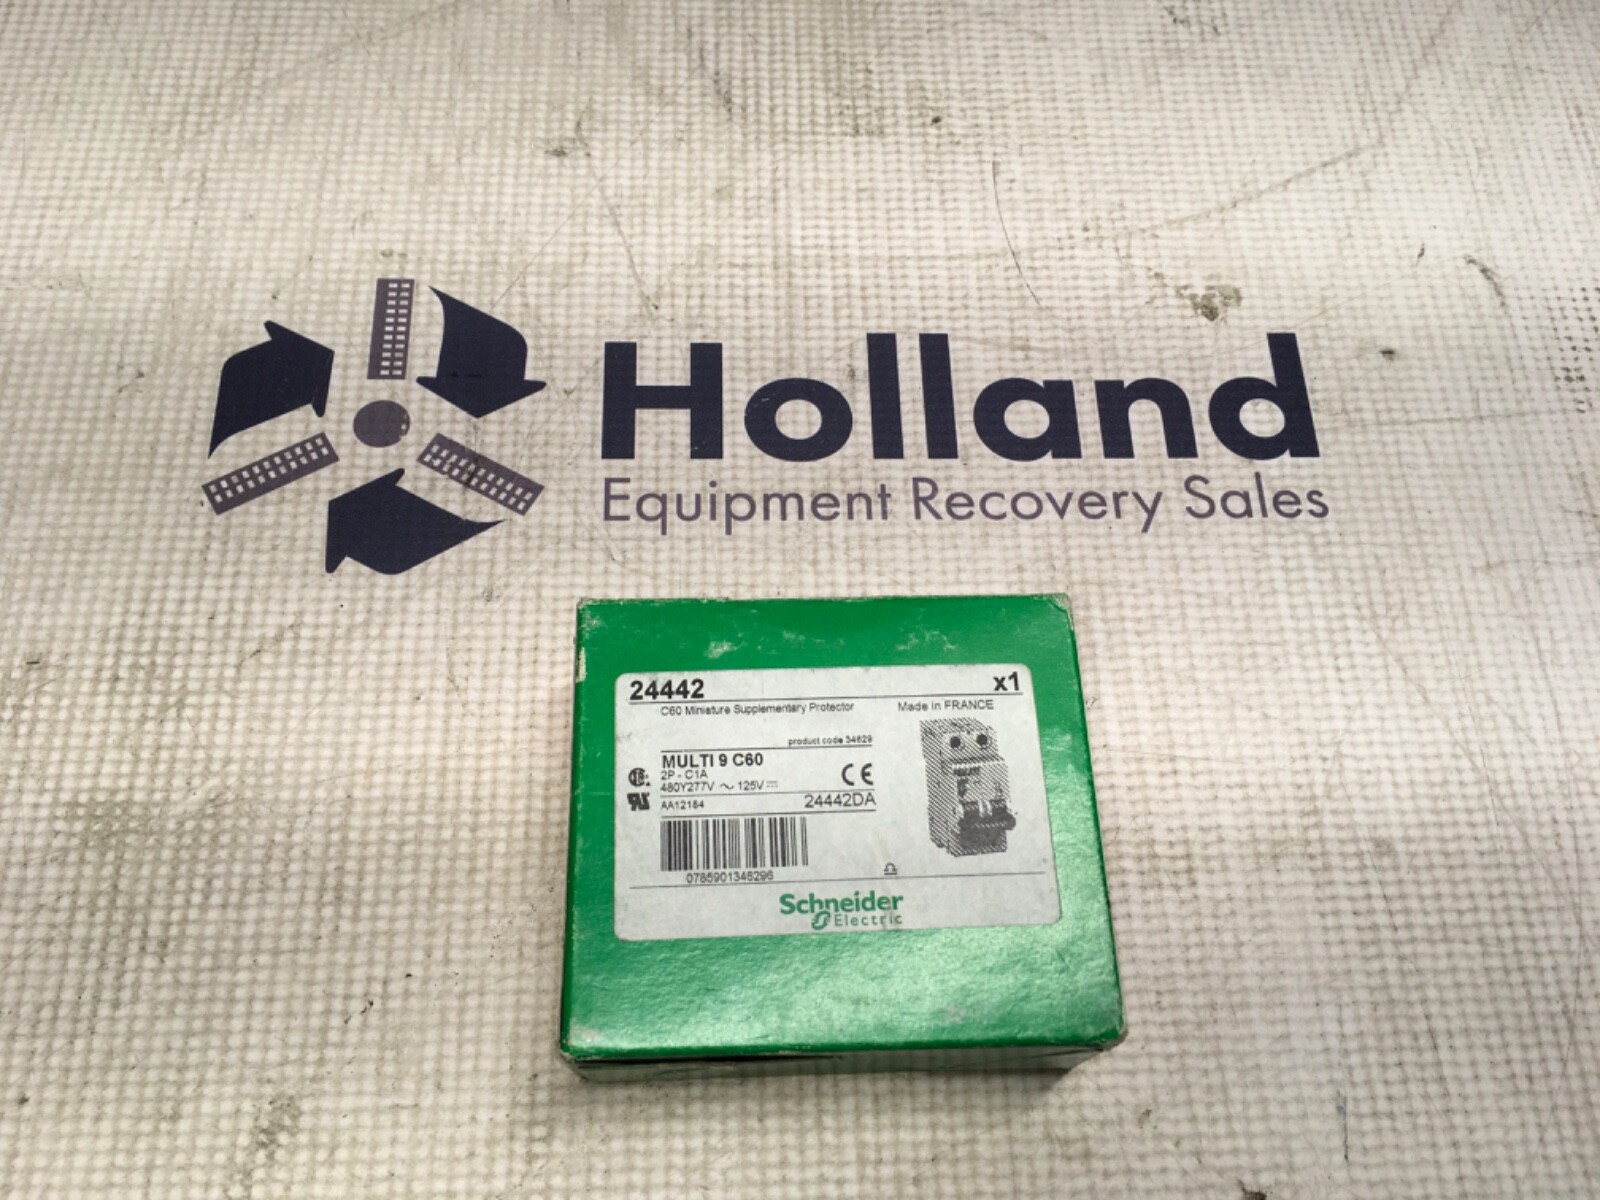 Holland
Equipment Recovery Sales
24442
x1
C60 Miniature Supplementary Protector
Made in FRANCE
product code 34629
MULTI 9 C60
2P - C1A
480Y277V ~ 125V
CE
AA12184
24442DA
0785901346296
Schneider
Electric